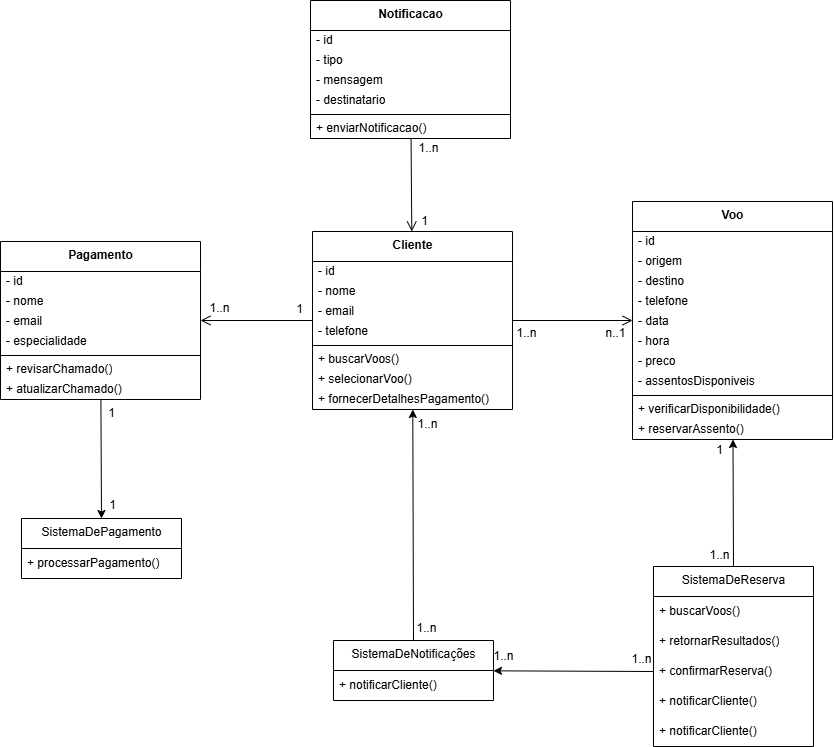 Notificacao
- id
- tipo
- mensagem
- destinatario
+ enviarNotificacao()
1..n
1
Pagamento
- id
- nome
- email
- especialidade
+ revisarChamado()
+ atualizarChamado()
1..n
1
Cliente
- id
- nome
- email
- telefone
+ buscarVoos()
+ selecionarVoo()
+ fornecerDetalhesPagamento()
1..n
n..1
Voo
- id
- origem
- destino
- telefone
- data
- hora
- preco
- assentosDisponiveis
+ verificarDisponibilidade()
+ reservarAssento()
1
1
SistemaDePagamento
+ processarPagamento()
1..n
1..n
SistemaDeNotificações
+ notificarCliente()
1..n
1..n
1
1..n
SistemaDeReserva
+ buscarVoos()
+ retornarResultados()
+ confirmarReserva()
+ notificarCliente()
+ notificarCliente()